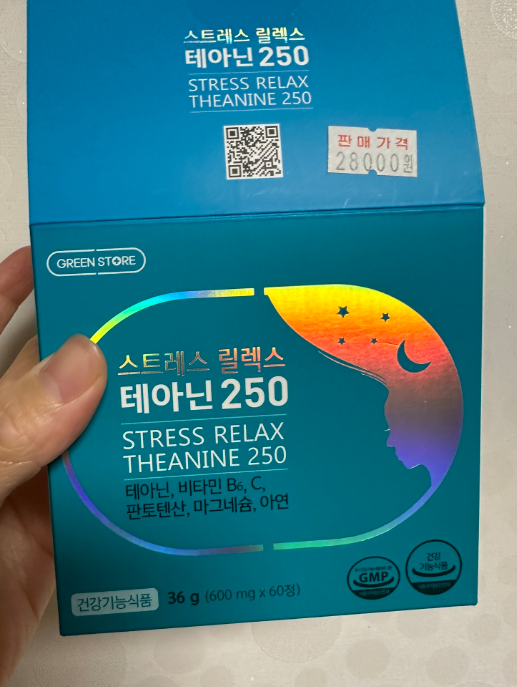 스트레스 릴렉스
테아닌 250
STRESS RELAX
THEANINE 250
판매가격
28000원
GREEN STORE
스트레스 릴렉스
테아닌 250
STRESS RELAX
THEANINE 250
테아닌, 비타민 B₆, C,
판토텐산, 마그네슘, 아연
GMP
건강
기능식품
건강기능식품
36 g (600 mg x 60정)